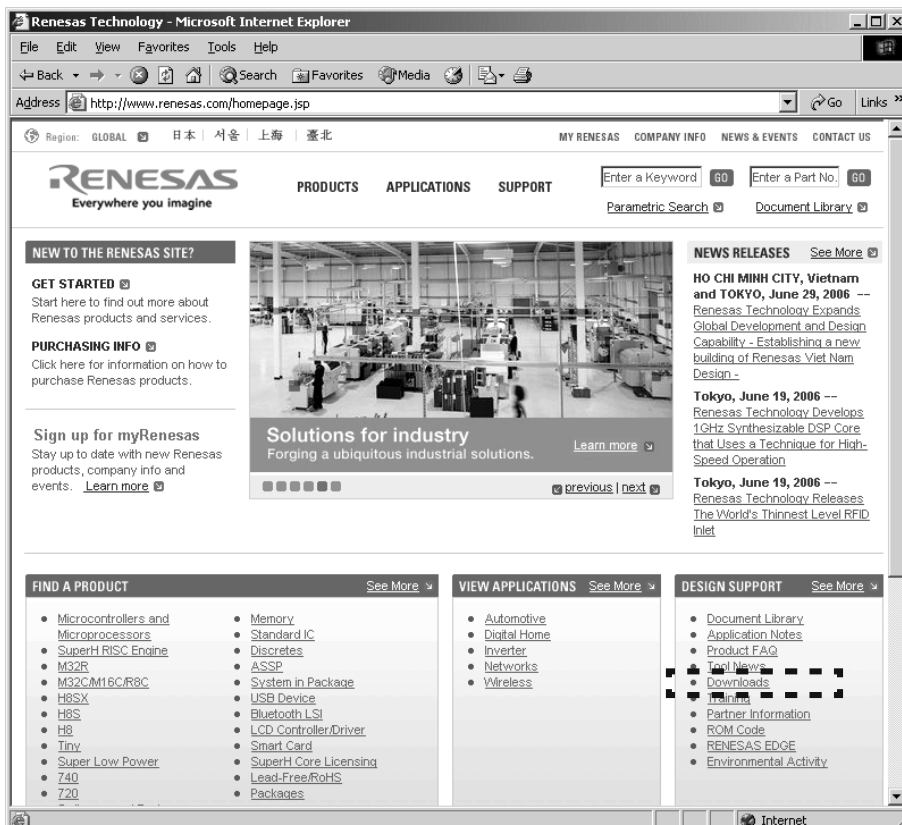 Renesas Technology - Microsoft Internet Explorer
File Edit View Favorites Tools Help
Back Search Favorites Media
Address http://www.renesas.com/homepage.jsp Go Links »
Region: GLOBAL 日本 | 서울 | 上海 | 臺北 MY RENESAS COMPANY INFO NEWS & EVENTS CONTACT US
RENESAS
Everywhere you imagine
PRODUCTS APPLICATIONS SUPPORT
Enter a Keyword GO Enter a Part No. GO
Parametric Search Document Library
NEW TO THE RENESAS SITE?
GET STARTED
Start here to find out more about
Renesas products and services.
PURCHASING INFO
Click here for information on how to
purchase Renesas products.
Sign up for myRenesas
Stay up to date with new Renesas
products, company info and
events. Learn more
Solutions for industry
Forging a ubiquitous industrial solutions. Learn more
previous | next
NEWS RELEASES See More
HO CHI MINH CITY, Vietnam
and TOKYO, June 29, 2006 --
Renesas Technology Expands
Global Development and Design
Capability - Establishing a new
building of Renesas Viet Nam
Design -
Tokyo, June 19, 2006 --
Renesas Technology Develops
1GHz Synthesizable DSP Core
that Uses a Technique for High-
Speed Operation
Tokyo, June 19, 2006 --
Renesas Technology Releases
The World's Thinnest Level RFID
Inlet
FIND A PRODUCT See More
Microcontrollers and
Microprocessors
SuperH RISC Engine
M32R
M32C/M16C/R8C
H8SX
H8S
H8
Tiny
Super Low Power
740
720
Memory
Standard IC
Discretes
ASSP
System in Package
USB Device
Bluetooth LSI
LCD Controller/Driver
Smart Card
SuperH Core Licensing
Lead-Free/RoHS
Packages
VIEW APPLICATIONS See More
Automotive
Digital Home
Inverter
Networks
Wireless
DESIGN SUPPORT See More
Document Library
Application Notes
Product FAQ
Tool News
Downloads
Training
Partner Information
ROM Code
RENESAS EDGE
Environmental Activity
Internet